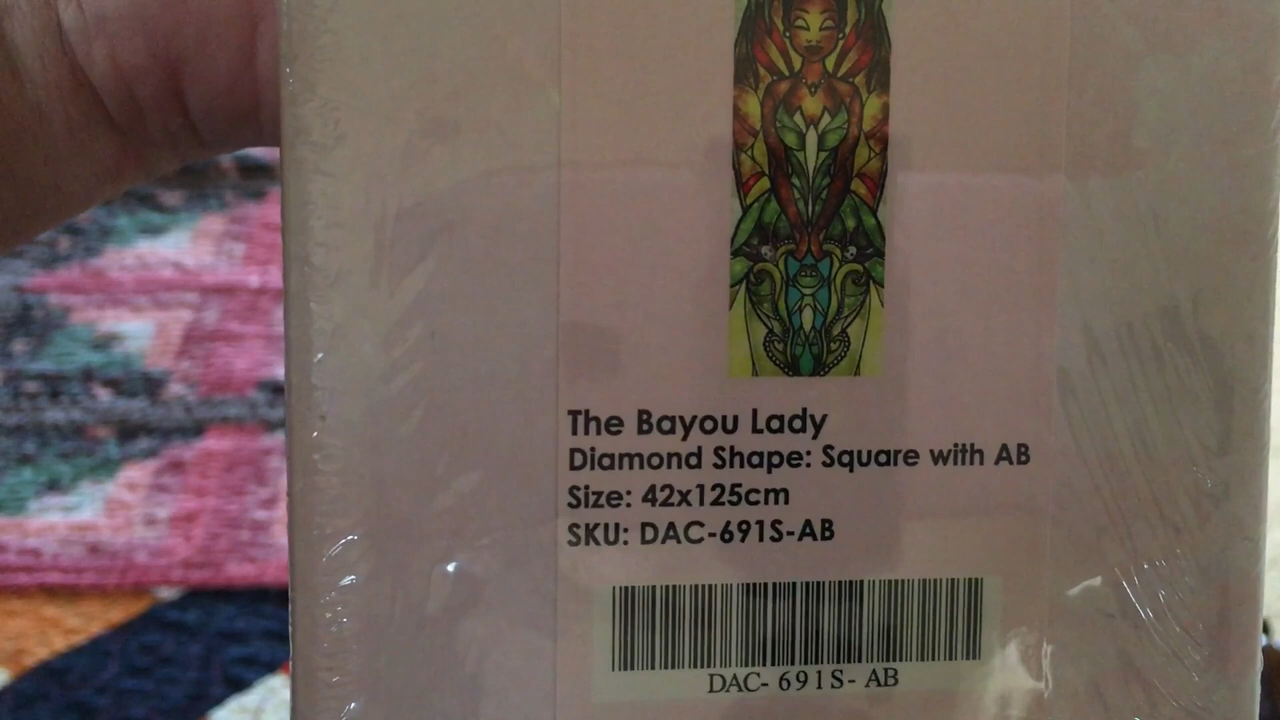 The Bayou Lady
Diamond Shape: Square with AB
Size: 42x125cm
SKU: DAC-691S-AB
DAC- 691S- AB